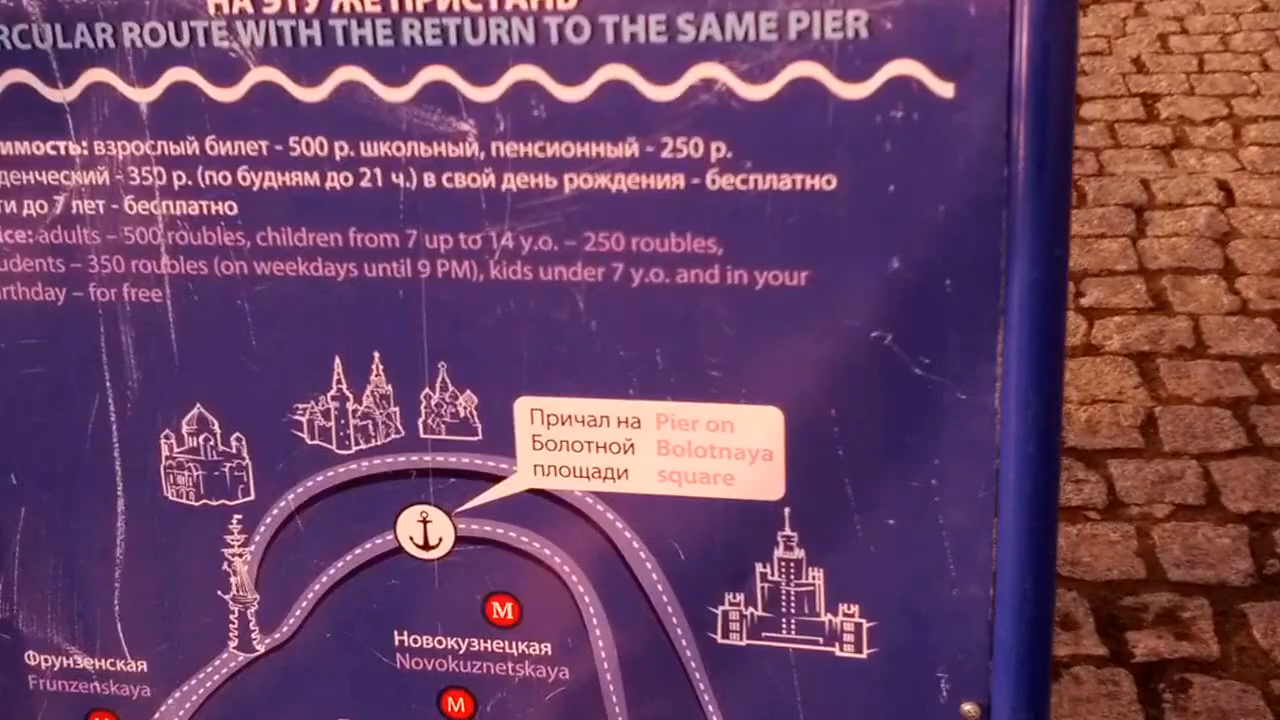 НА ЭТУ ЖЕ ПРИСТАНЬ
RCULAR ROUTE WITH THE RETURN TO THE SAME PIER
имость: взрослый билет - 500 р. школьный, пенсионный - 250 р.
денческий - 350 р. (по будням до 21 ч.) в свой день рождения - бесплатно
ти до 7 лет - бесплатно
ice: adults – 500 roubles, children from 7 up to 14 y.o. – 250 roubles,
udents – 350 roubles (on weekdays until 9 PM), kids under 7 y.o. and in your
irthday – for free
Причал на
Болотной
площади
Pier on
Bolotnaya
square
М
Новокузнецкая
Novokuznetskaya
Фрунзенская
Frunzenskaya
М